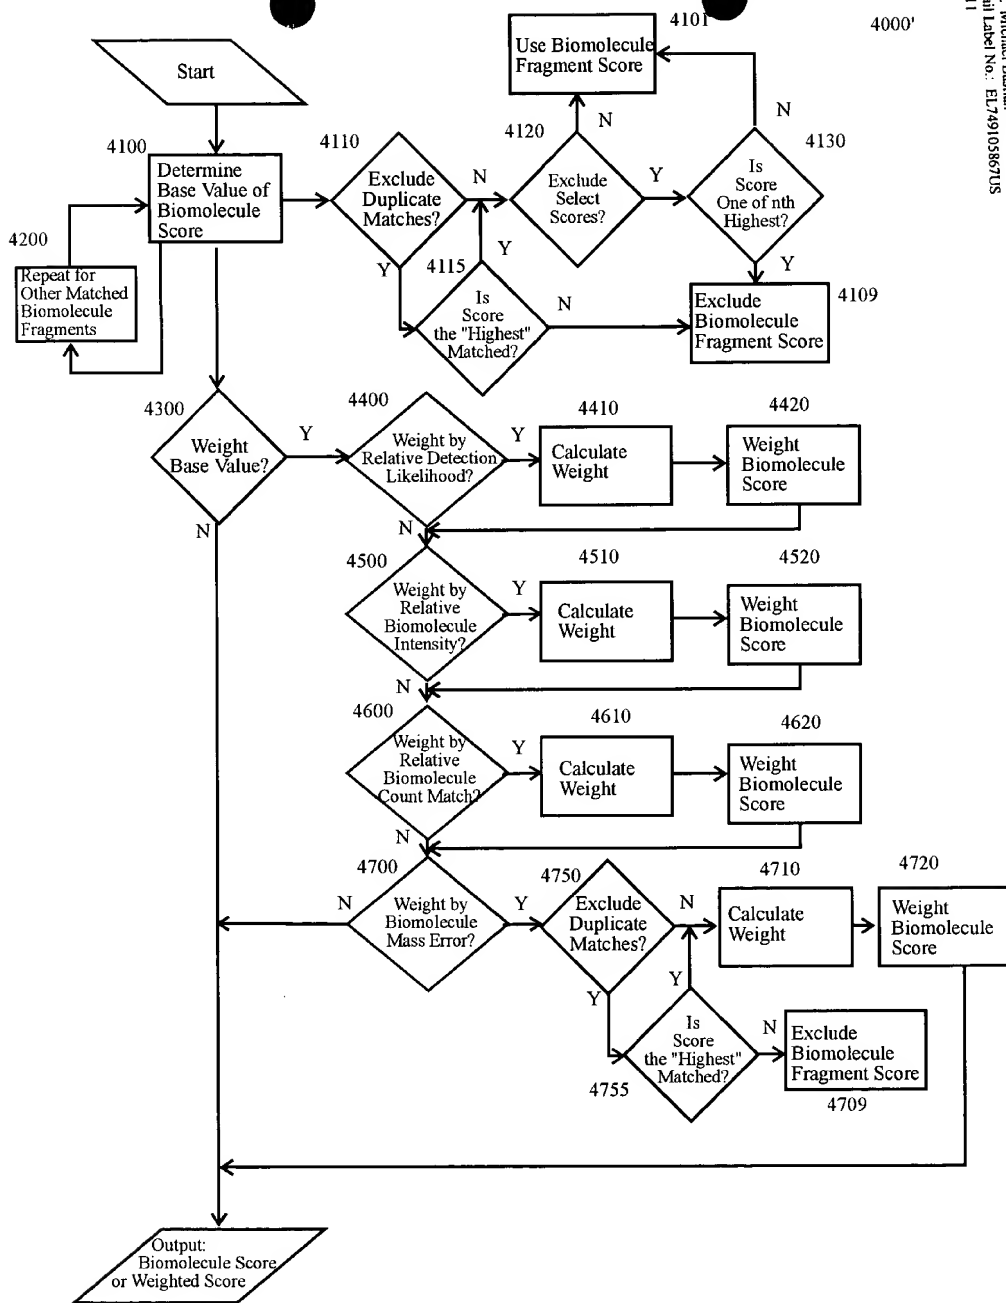 il Label No.: EL749105867US
11
4000'
Start
4101
Use Biomolecule
Fragment Score
N
N
4100
Determine
Base Value of
Biomolecule
Score
4110
Exclude
Duplicate
Matches?
N
Y
4120
Exclude
Select
Scores?
Y
4130
Is
Score
One of nth
Highest?
Y
4200
Repeat for
Other Matched
Biomolecule
Fragments
4115
Y
Is
Score
the "Highest"
Matched?
N
4109
Exclude
Biomolecule
Fragment Score
4300
Weight
Base Value?
Y
N
4400
Weight by
Relative Detection
Likelihood?
Y
N
4410
Calculate
Weight
4420
Weight
Biomolecule
Score
4500
Weight by
Relative
Biomolecule
Intensity?
Y
N
4510
Calculate
Weight
4520
Weight
Biomolecule
Score
4600
Weight by
Relative
Biomolecule
Count Match?
Y
N
4610
Calculate
Weight
4620
Weight
Biomolecule
Score
4700
Weight by
Biomolecule
Mass Error?
N
Y
4750
Exclude
Duplicate
Matches?
N
Y
4710
Calculate
Weight
4720
Weight
Biomolecule
Score
4755
Y
Is
Score
the "Highest"
Matched?
N
Exclude
Biomolecule
Fragment Score
4709
Output:
Biomolecule Score
or Weighted Score